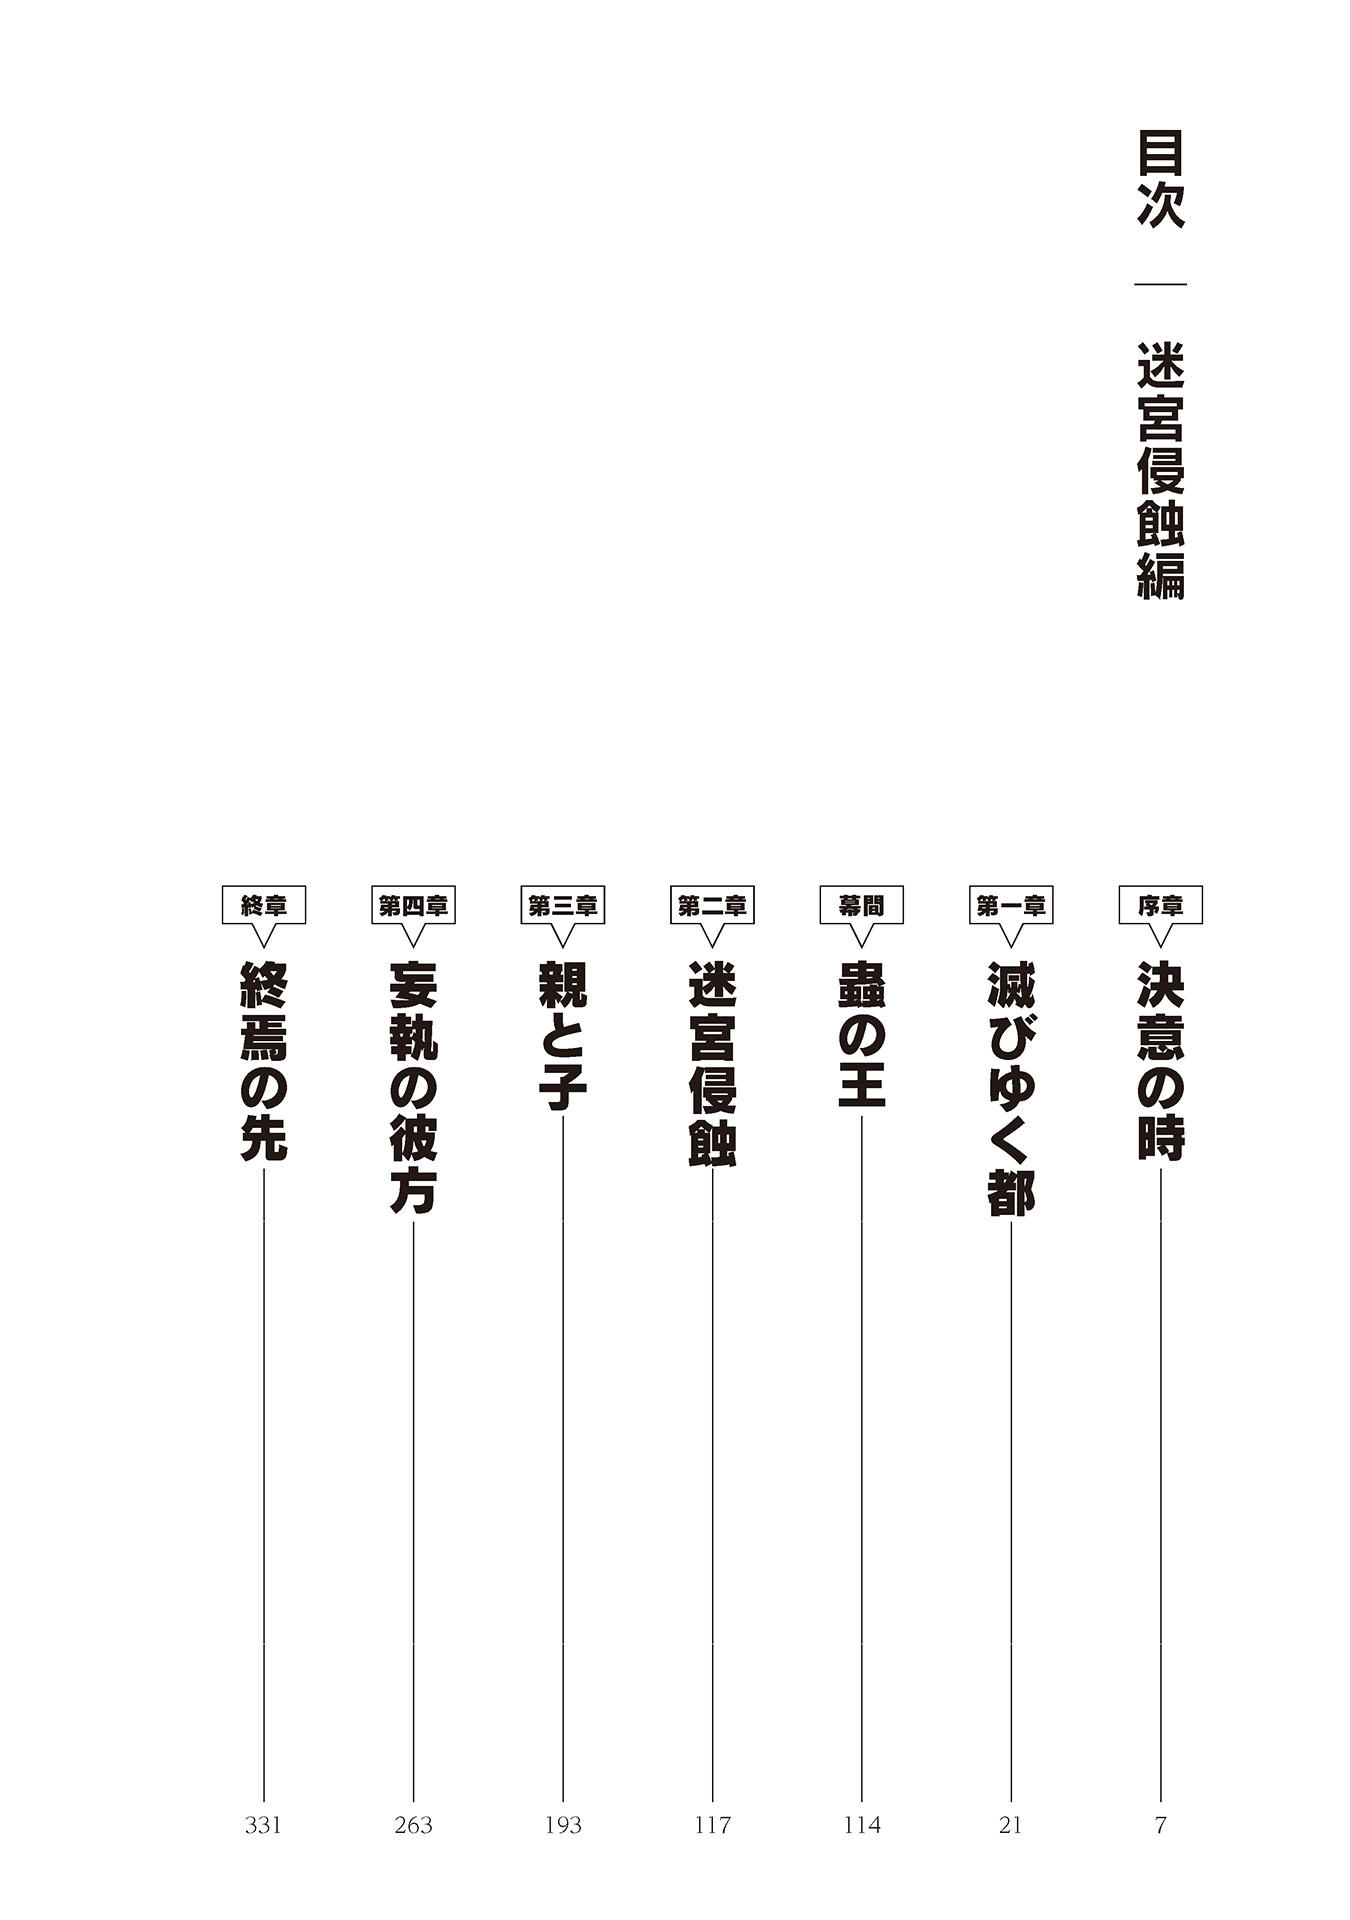 目次 ― 迷宮侵蝕編
序章
決意の時
7
第一章
滅びゆく都
21
幕間
蟲の王
114
第二章
迷宮侵蝕
117
第三章
親と子
193
第四章
妄執の彼方
263
終章
終焉の先
331